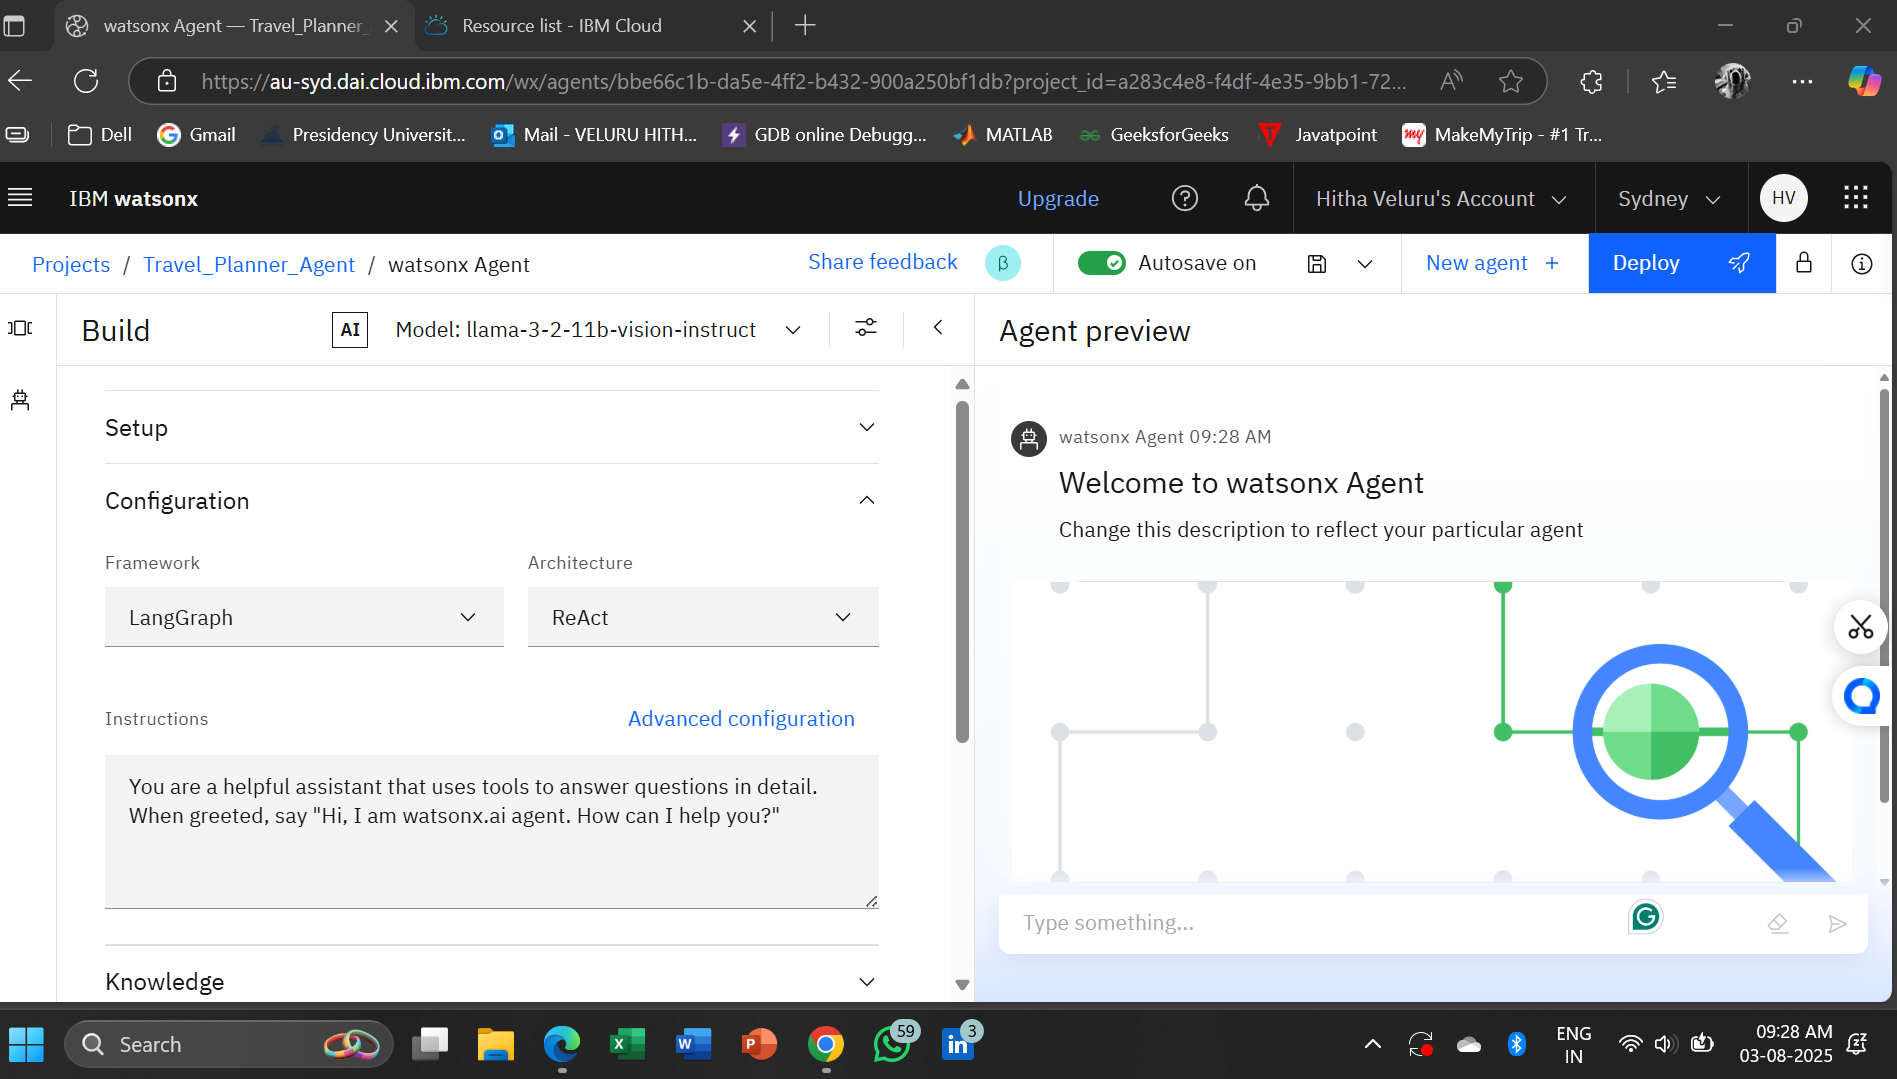 watsonx Agent — Travel_Planner_
Resource list - IBM Cloud
https://au-syd.dai.cloud.ibm.com/wx/agents/bbe66c1b-da5e-4ff2-b432-900a250bf1db?project_id=a283c4e8-f4df-4e35-9bb1-72...
Dell
Gmail
Presidency Universit...
Mail - VELURU HITH...
GDB online Debugg...
MATLAB
GeeksforGeeks
Javatpoint
MakeMyTrip - #1 Tr...
IBM watsonx
Upgrade
Hitha Veluru's Account
Sydney
HV
Projects / Travel_Planner_Agent / watsonx Agent
Share feedback
β
Autosave on
New agent +
Deploy
Build
AI
Model: llama-3-2-11b-vision-instruct
Agent preview
Setup
Configuration
Framework
Architecture
LangGraph
ReAct
Instructions
Advanced configuration
You are a helpful assistant that uses tools to answer questions in detail.
When greeted, say "Hi, I am watsonx.ai agent. How can I help you?"
Knowledge
watsonx Agent 09:28 AM
Welcome to watsonx Agent
Change this description to reflect your particular agent
Type something...
Search
59
3
ENG
IN
09:28 AM
03-08-2025